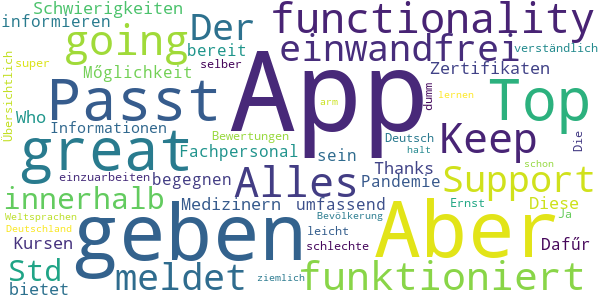 Schwierigkeiten
informieren
going
Der
bereit
functionality
einwandfrei
verständlich
super
Möglichkeit
selber
Zertifikaten
Übersichtlich
Passt
App
arm
dumm
lernen
Top
Who
Informationen
Bewertungen
Deutsch
halt
Keep
Die
great
Fachpersonal
sein
Thanks
schon
einzuarbeiten
begegnen
Alles
Pandemie
Support
innerhalb
Medizinern
umfassend
Ernst
Diese
Weltsprachen
Deutschland
Kursen
geben
Bevölkerung
leicht
schlechte
Aber
Ja
Dafűr
Std
bietet
meldet
ziemlich
funktioniert